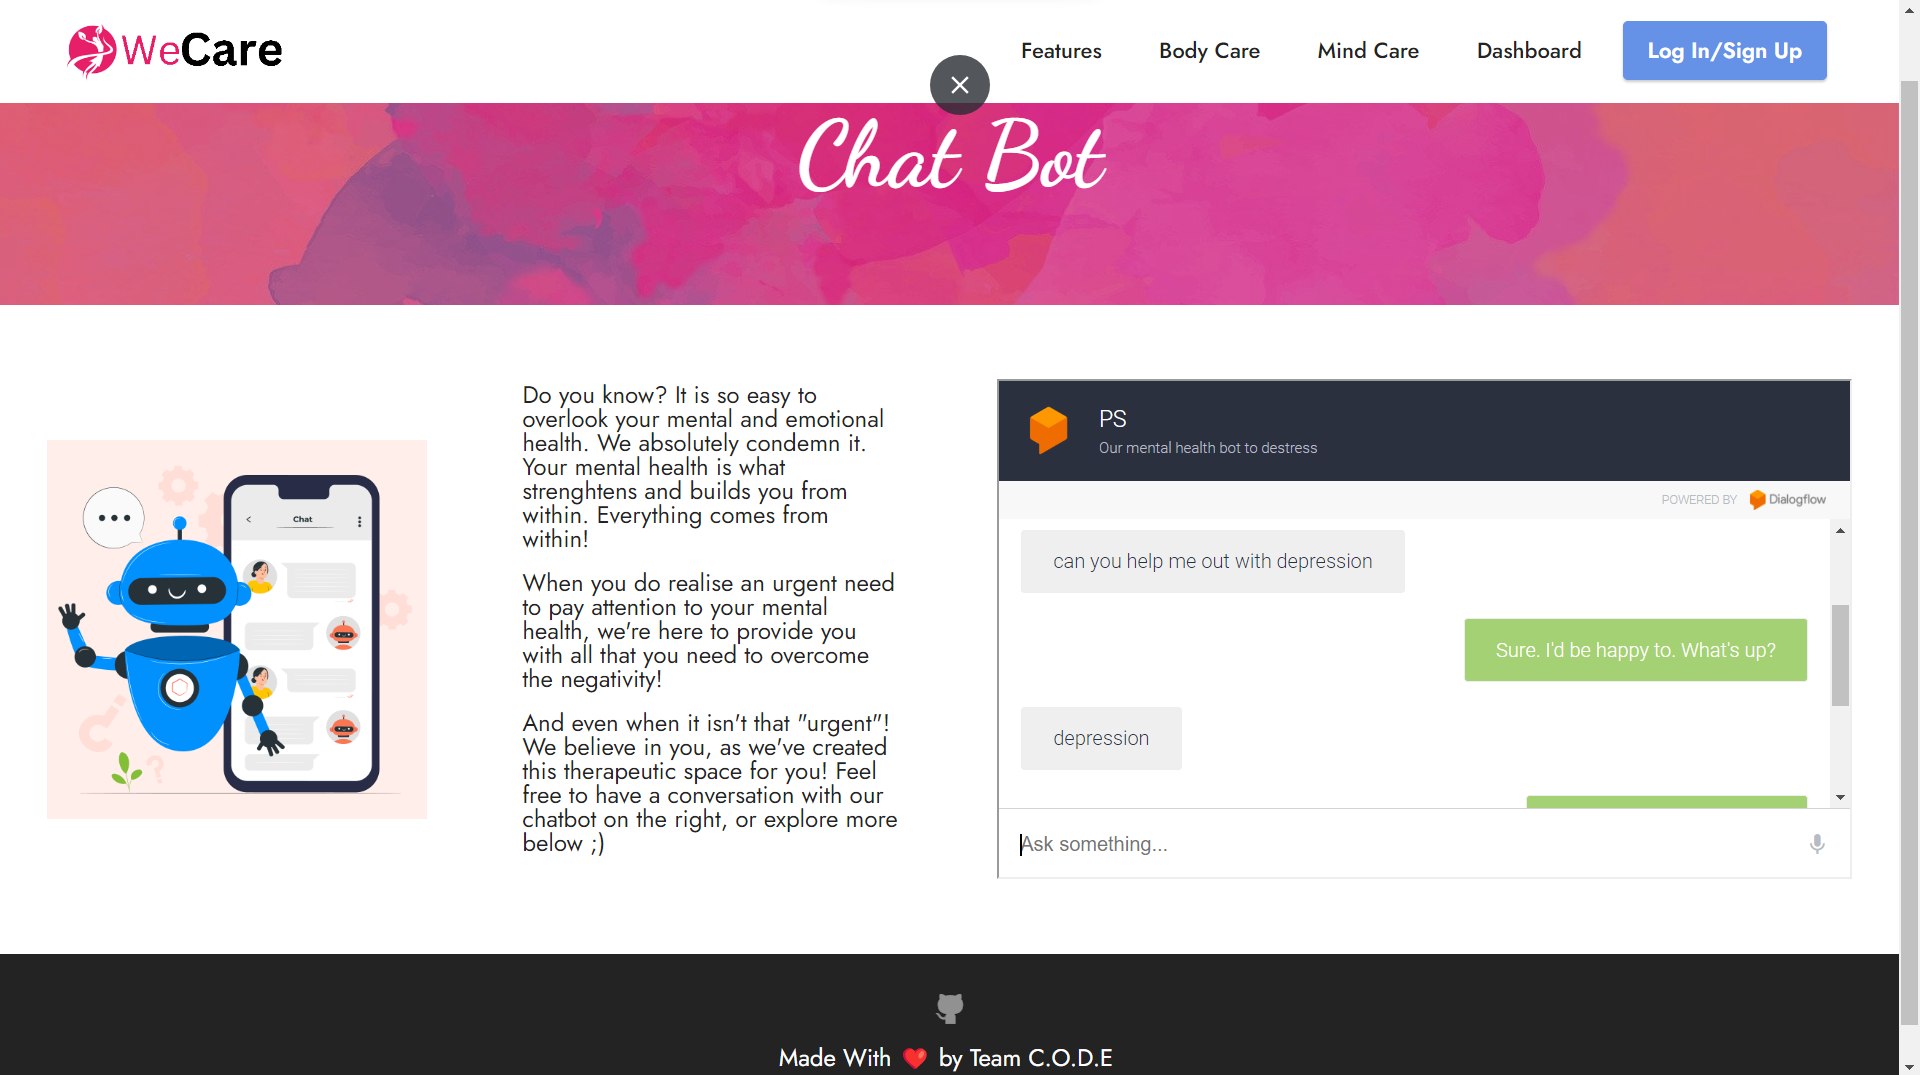 WeCare
Features
Body Care
Mind Care
Dashboard
Log In/Sign Up
Chat Bot
Chat
Do you know? It is so easy to
overlook your mental and emotional
health. We absolutely condemn it.
Your mental health is what
strenghtens and builds you from
within. Everything comes from
within!
When you do realise an urgent need
to pay attention to your mental
health, we're here to provide you
with all that you need to overcome
the negativity!
And even when it isn't that "urgent"!
We believe in you, as we've created
this therapeutic space for you! Feel
free to have a conversation with our
chatbot on the right, or explore more
below ;)
PS
Our mental health bot to destress
POWERED BY Dialogflow
can you help me out with depression
Sure. I'd be happy to. What's up?
depression
Ask something...
Made With ❤️ by Team C.O.D.E